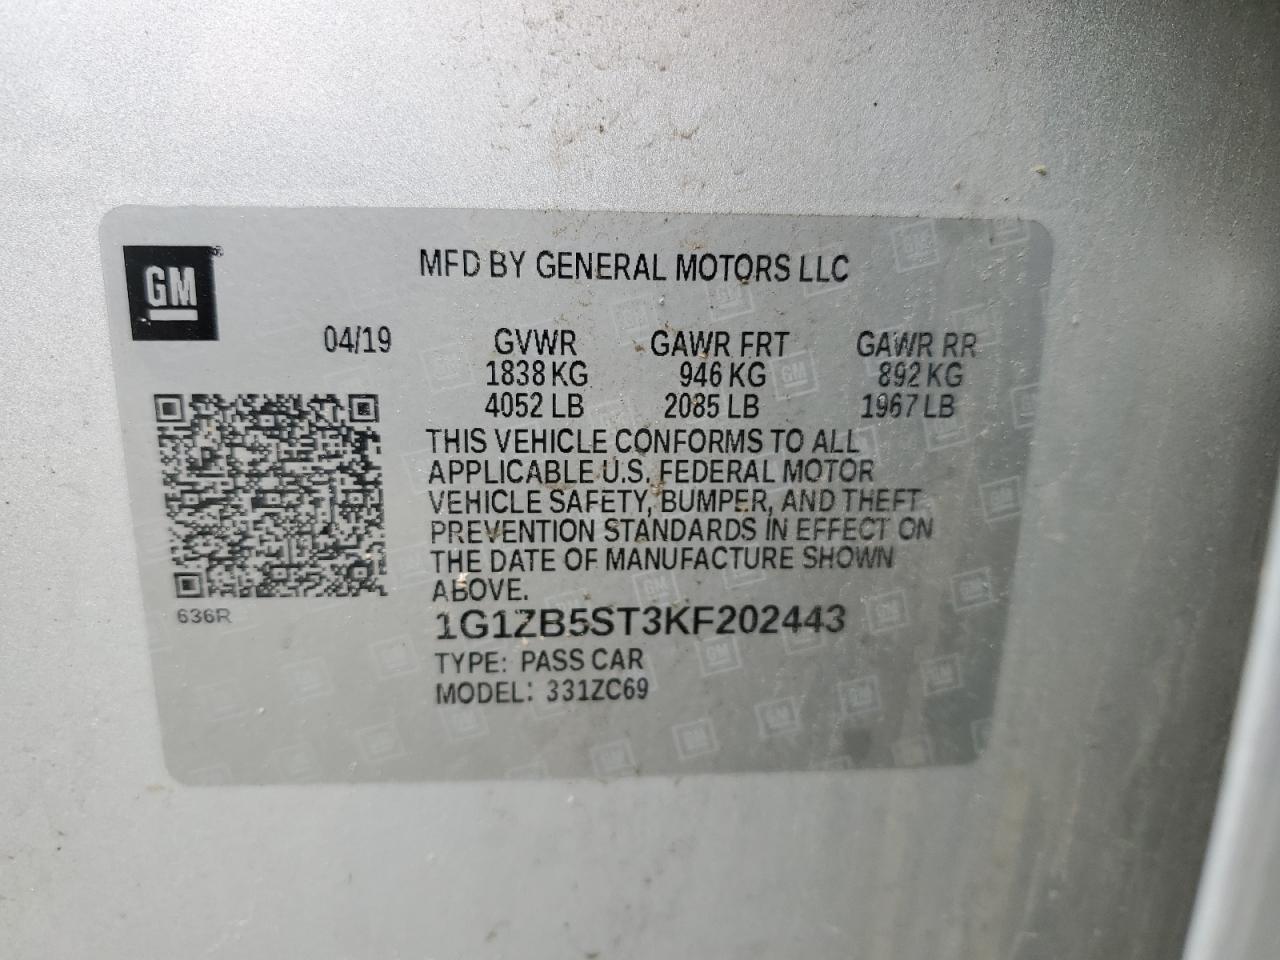 GM
MFD BY GENERAL MOTORS LLC
04/19 GVWR GAWR FRT GAWR RR
1838 KG 946 KG 892 KG
4052 LB 2085 LB 1967 LB
THIS VEHICLE CONFORMS TO ALL
APPLICABLE U.S. FEDERAL MOTOR
VEHICLE SAFETY, BUMPER, AND THEFT
PREVENTION STANDARDS IN EFFECT ON
THE DATE OF MANUFACTURE SHOWN
ABOVE.
636R
1G1ZB5ST3KF202443
TYPE: PASS CAR
MODEL: 331ZC69